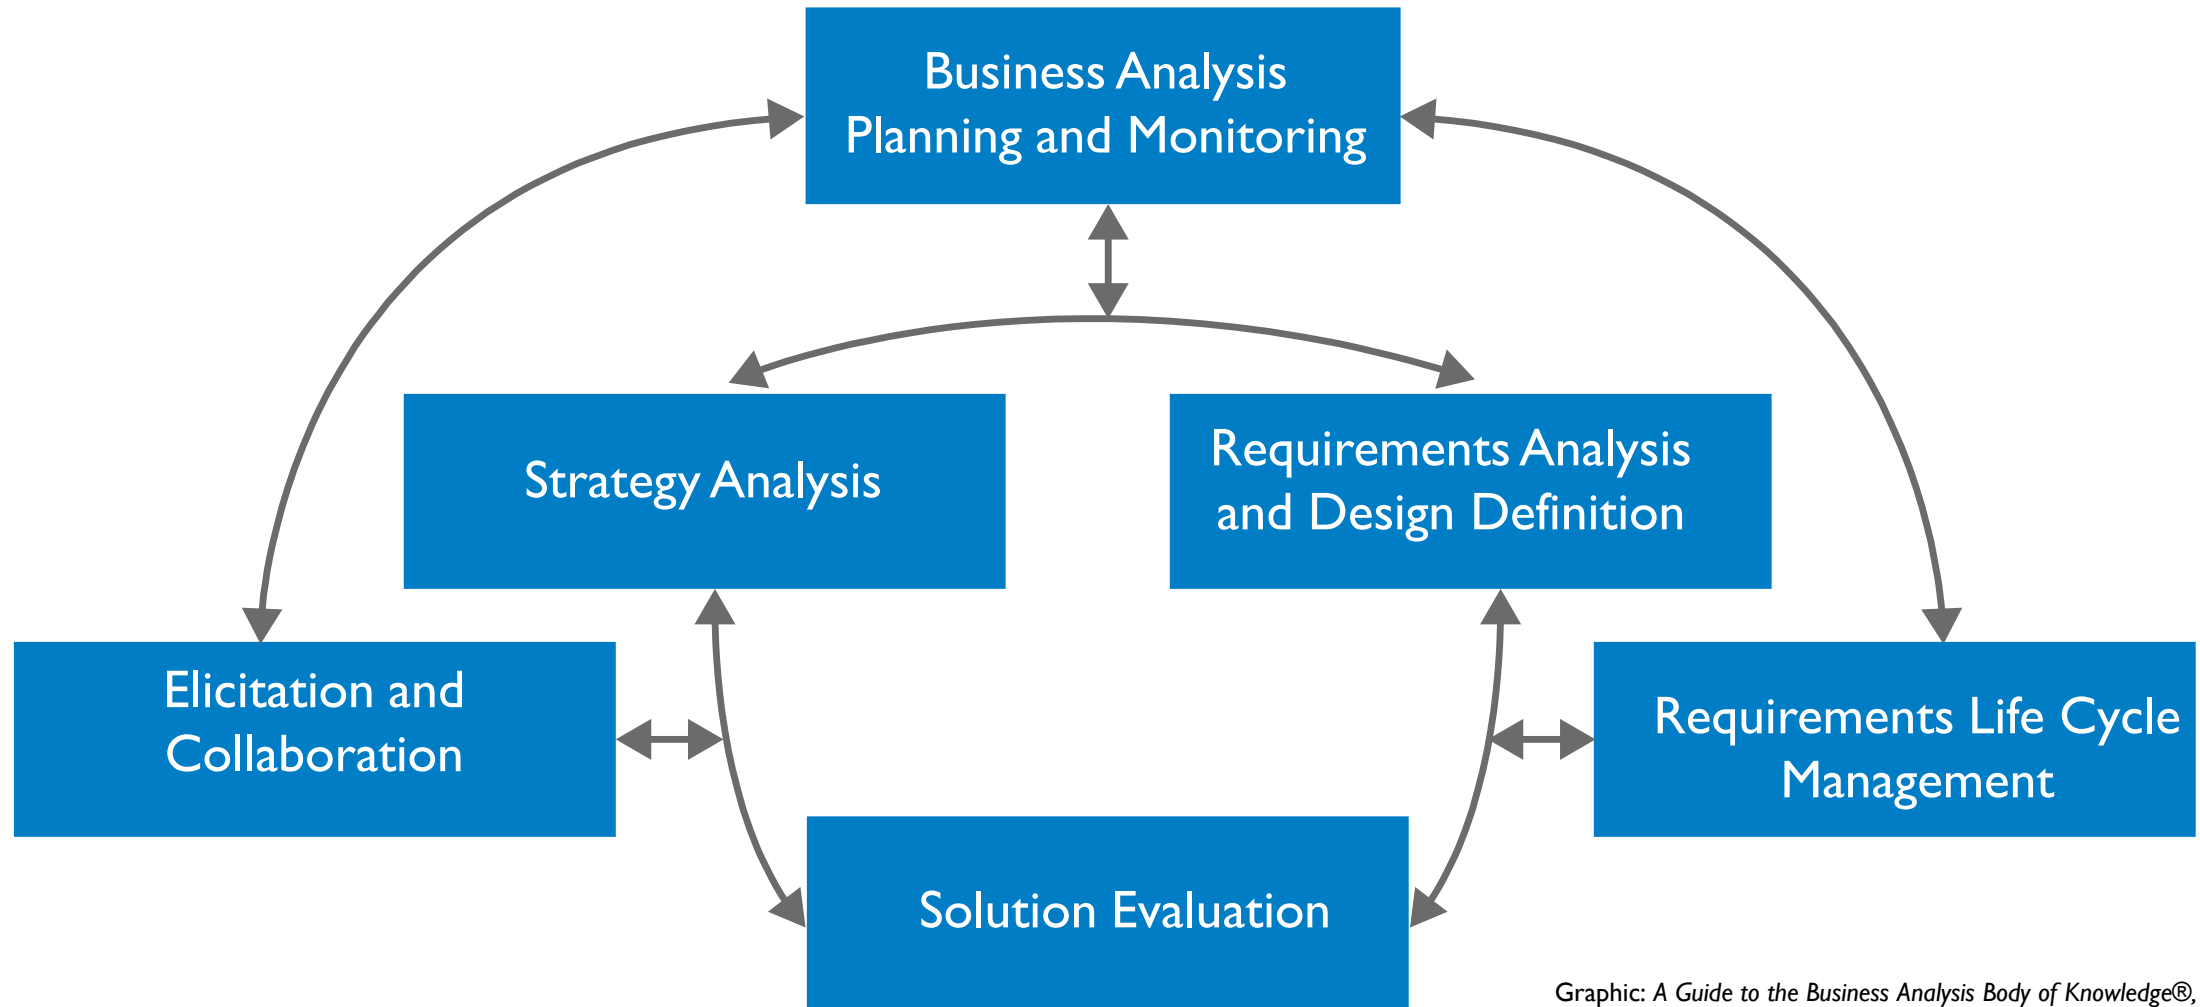 Business Analysis
Planning and Monitoring
Strategy Analysis
Requirements Analysis
and Design Definition
Elicitation and
Collaboration
Requirements Life Cycle
Management
Solution Evaluation
Graphic: A Guide to the Business Analysis Body of Knowledge®,